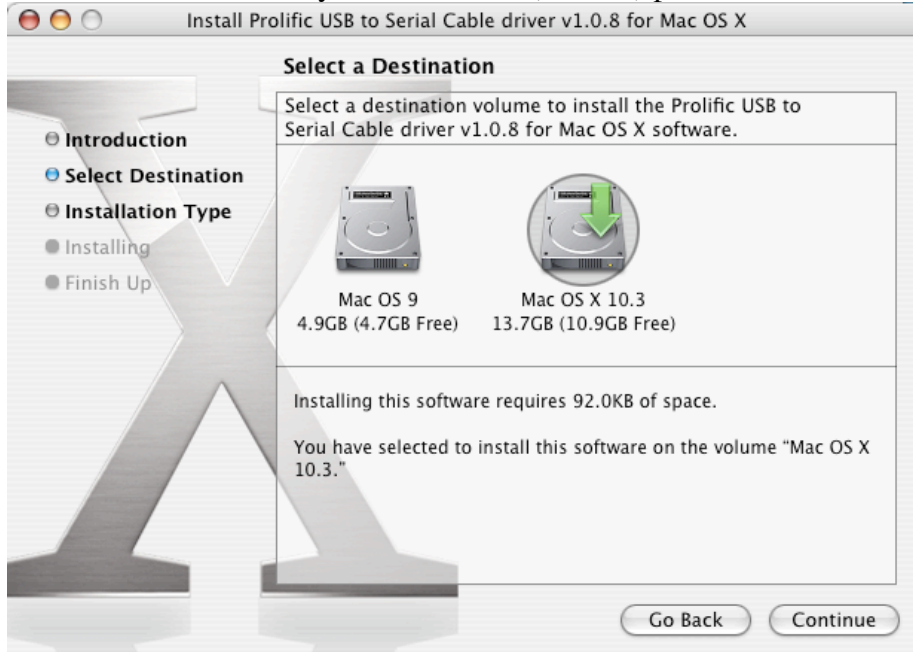 Install Prolific USB to Serial Cable driver v1.0.8 for Mac OS X
Select a Destination
Introduction
Select Destination
Installation Type
Installing
Finish Up
Select a destination volume to install the Prolific USB to
Serial Cable driver v1.0.8 for Mac OS X software.
Mac OS 9
4.9GB (4.7GB Free)
Mac OS X 10.3
13.7GB (10.9GB Free)
Installing this software requires 92.0KB of space.
You have selected to install this software on the volume “Mac OS X
10.3.”
Go Back
Continue